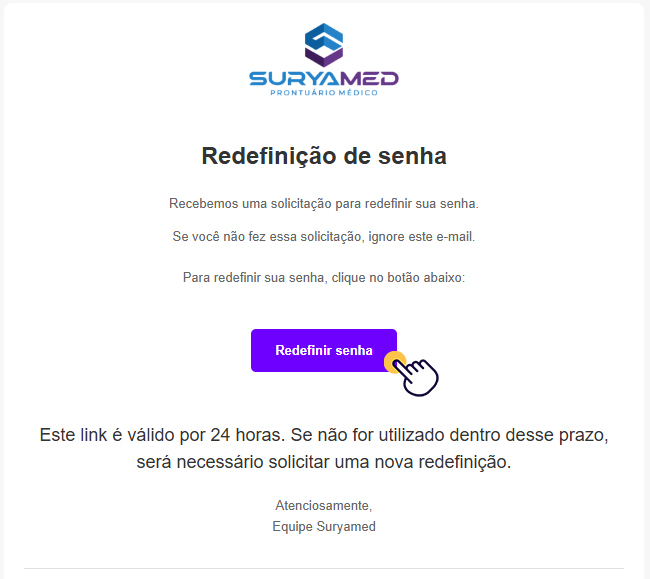 SURYAMED
PRONTUÁRIO MÉDICO
Redefinição de senha
Recebemos uma solicitação para redefinir sua senha.
Se você não fez essa solicitação, ignore este e-mail.
Para redefinir sua senha, clique no botão abaixo:
Redefinir senha
Este link é válido por 24 horas. Se não for utilizado dentro desse prazo,
será necessário solicitar uma nova redefinição.
Atenciosamente,
Equipe Suryamed